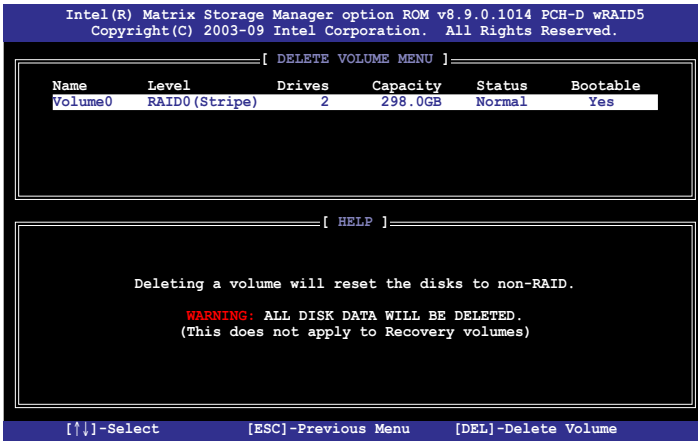 Intel(R) Matrix Storage Manager option ROM v8.9.0.1014 PCH-D wRAID5
Copyright(C) 2003-09 Intel Corporation. All Rights Reserved.
[ DELETE VOLUME MENU ]
Name Level Drives Capacity Status Bootable
Volume0 RAID0(Stripe) 2 298.0GB Normal Yes
[ HELP ]
Deleting a volume will reset the disks to non-RAID.
WARNING: ALL DISK DATA WILL BE DELETED.
(This does not apply to Recovery volumes)
[↑↓]-Select [ESC]-Previous Menu [DEL]-Delete Volume